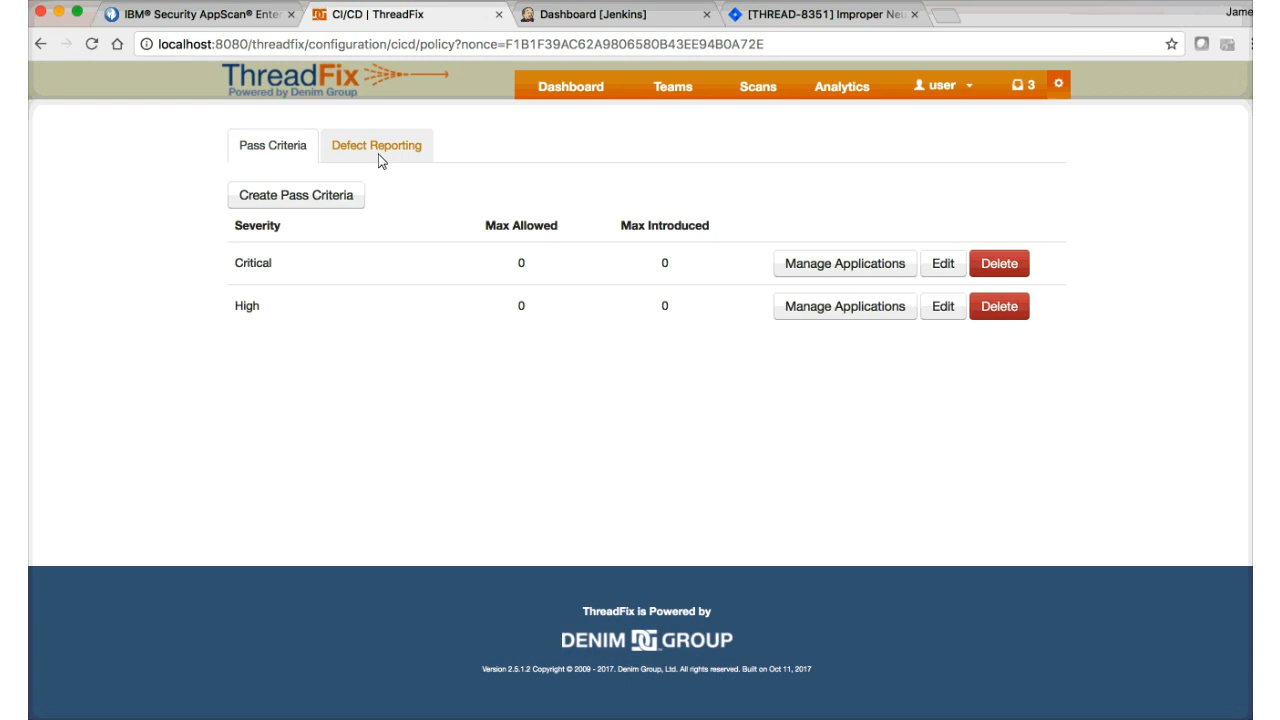 IBM® Security AppScan® Enter
CI/CD | ThreadFix
Dashboard [Jenkins]
[THREAD-8351] Improper Neu
Jame
localhost:8080/threadfix/configuration/cicd/policy?nonce=F1B1F39AC62A9806580B43EE94B0A72E
ThreadFix
Powered by Denim Group
Dashboard
Teams
Scans
Analytics
user
3
Pass Criteria
Defect Reporting
Create Pass Criteria
Severity Max Allowed Max Introduced
Critical 0 0 Manage Applications Edit Delete
High 0 0 Manage Applications Edit Delete
ThreadFix is Powered by
DENIM DG GROUP
Version 2.5.1.2 Copyright © 2009 - 2017. Denim Group, Ltd. All rights reserved. Built on Oct 11, 2017